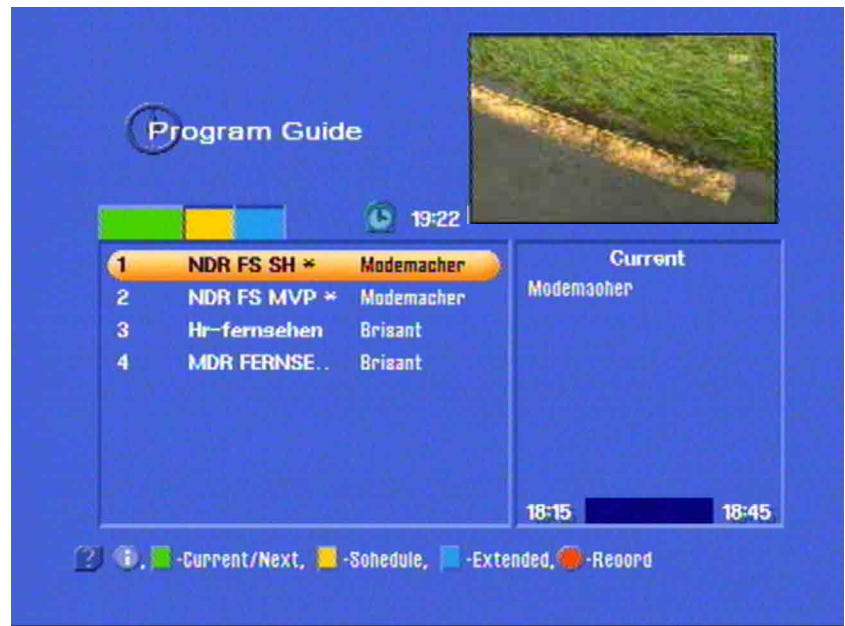 Program Guide
19:22
1 NDR FS SH * Modemacher
2 NDR FS MVP * Modemacher
3 Hr-fernsehen Brisant
4 MDR FERNSE.. Brisant
Current
Modemacher
18:15 18:45
? i, -Current/Next, -Schedule, -Extended, -Record